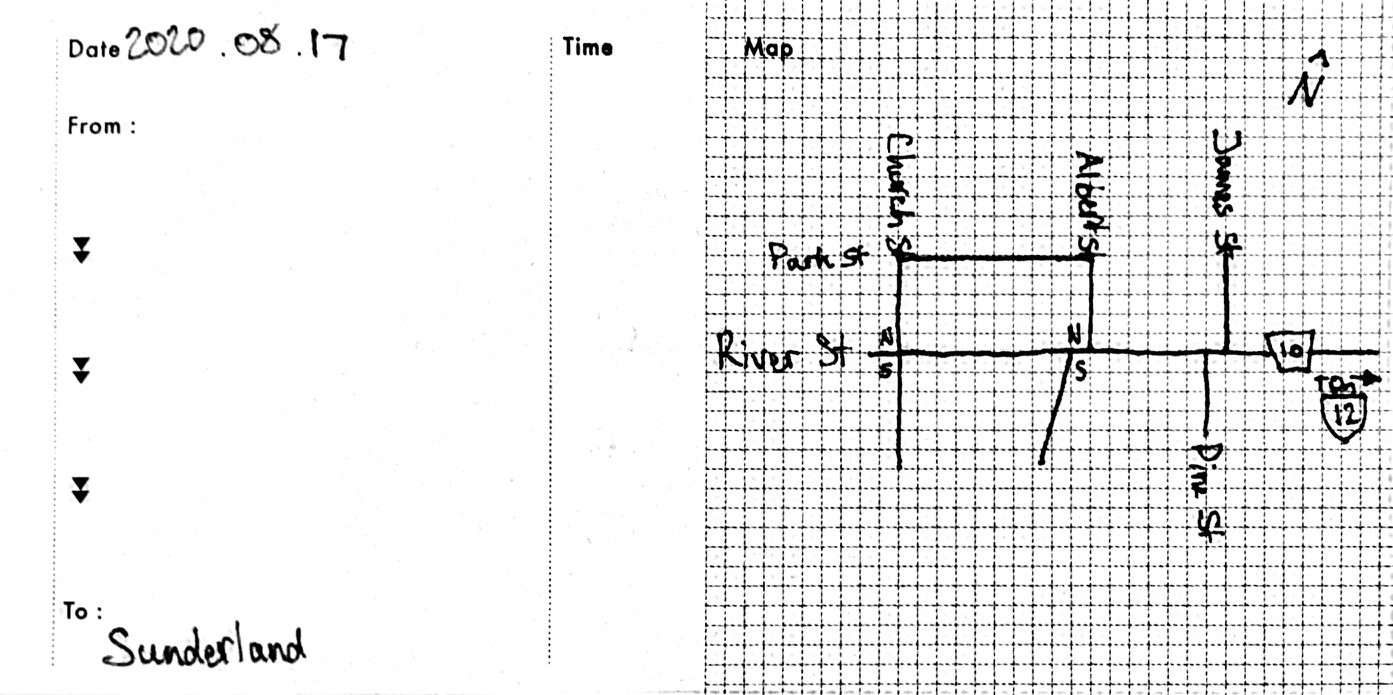 Date 2020.08.17
Time
From :
To :
Sunderland
Map
N
Church St
Albert St
James St
Park St
River St
N
S
N
S
10
To
12
Pine St